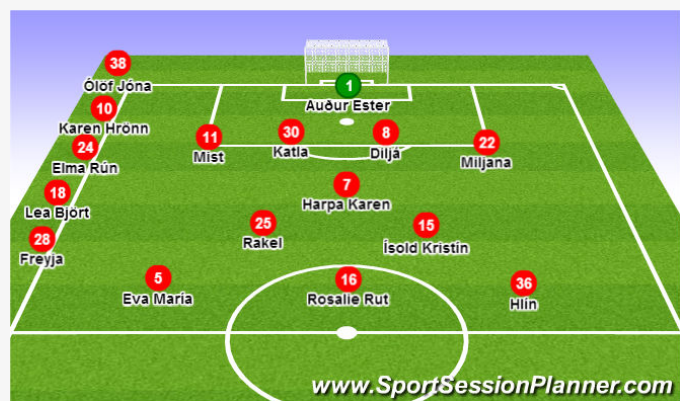 38
Ólöf Jóna
10
Karen Hrönn
24
Elma Rún
18
Lea Björt
28
Freyja
1
Auður Ester
11
Mist
30
Katla
8
Diljá
22
Miljana
7
Harpa Karen
25
Rakel
15
Ísold Kristín
5
Eva María
16
Rosalie Rut
36
Hlín
www.SportSessionPlanner.com